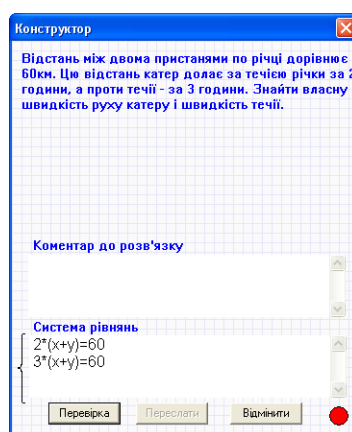 Конструктор
Відстань між двома пристанями по річці дорівнює
60км. Цю відстань катер долає за течією річки за 2
години, а проти течії - за 3 години. Знайти власну
швидкість руху катеру і швидкість течії.
Коментар до розв'язку
Система рівнянь
2*(x+y)=60
3*(x+y)=60
Перевірка
Переслати
Відмінити